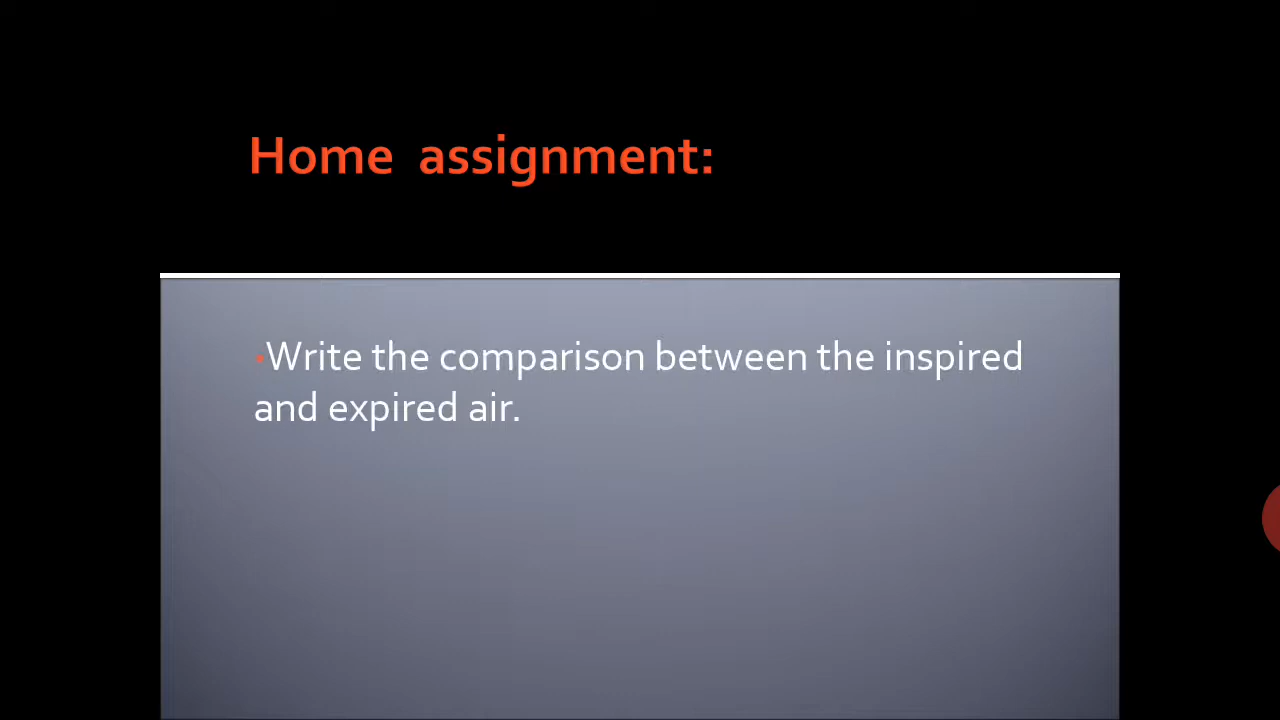 Home assignment:
•Write the comparison between the inspired
and expired air.